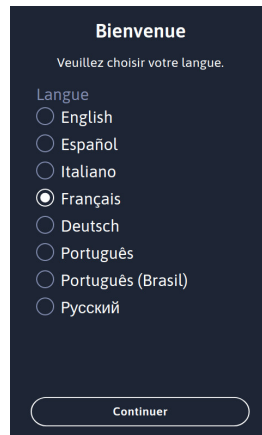 Bienvenue
Veuillez choisir votre langue.
Langue
English
Español
Italiano
Français
Deutsch
Português
Português (Brasil)
Русский
Continuer